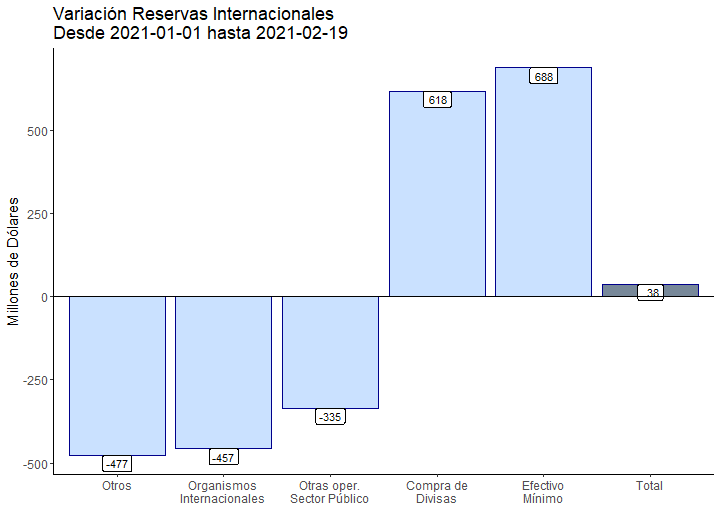 Variación Reservas Internacionales
Desde 2021-01-01 hasta 2021-02-19
Millones de Dólares
500
250
0
-250
-500
-477
-457
-335
618
688
38
Otros
Organismos
Internacionales
Otras oper.
Sector Público
Compra de
Divisas
Efectivo
Mínimo
Total